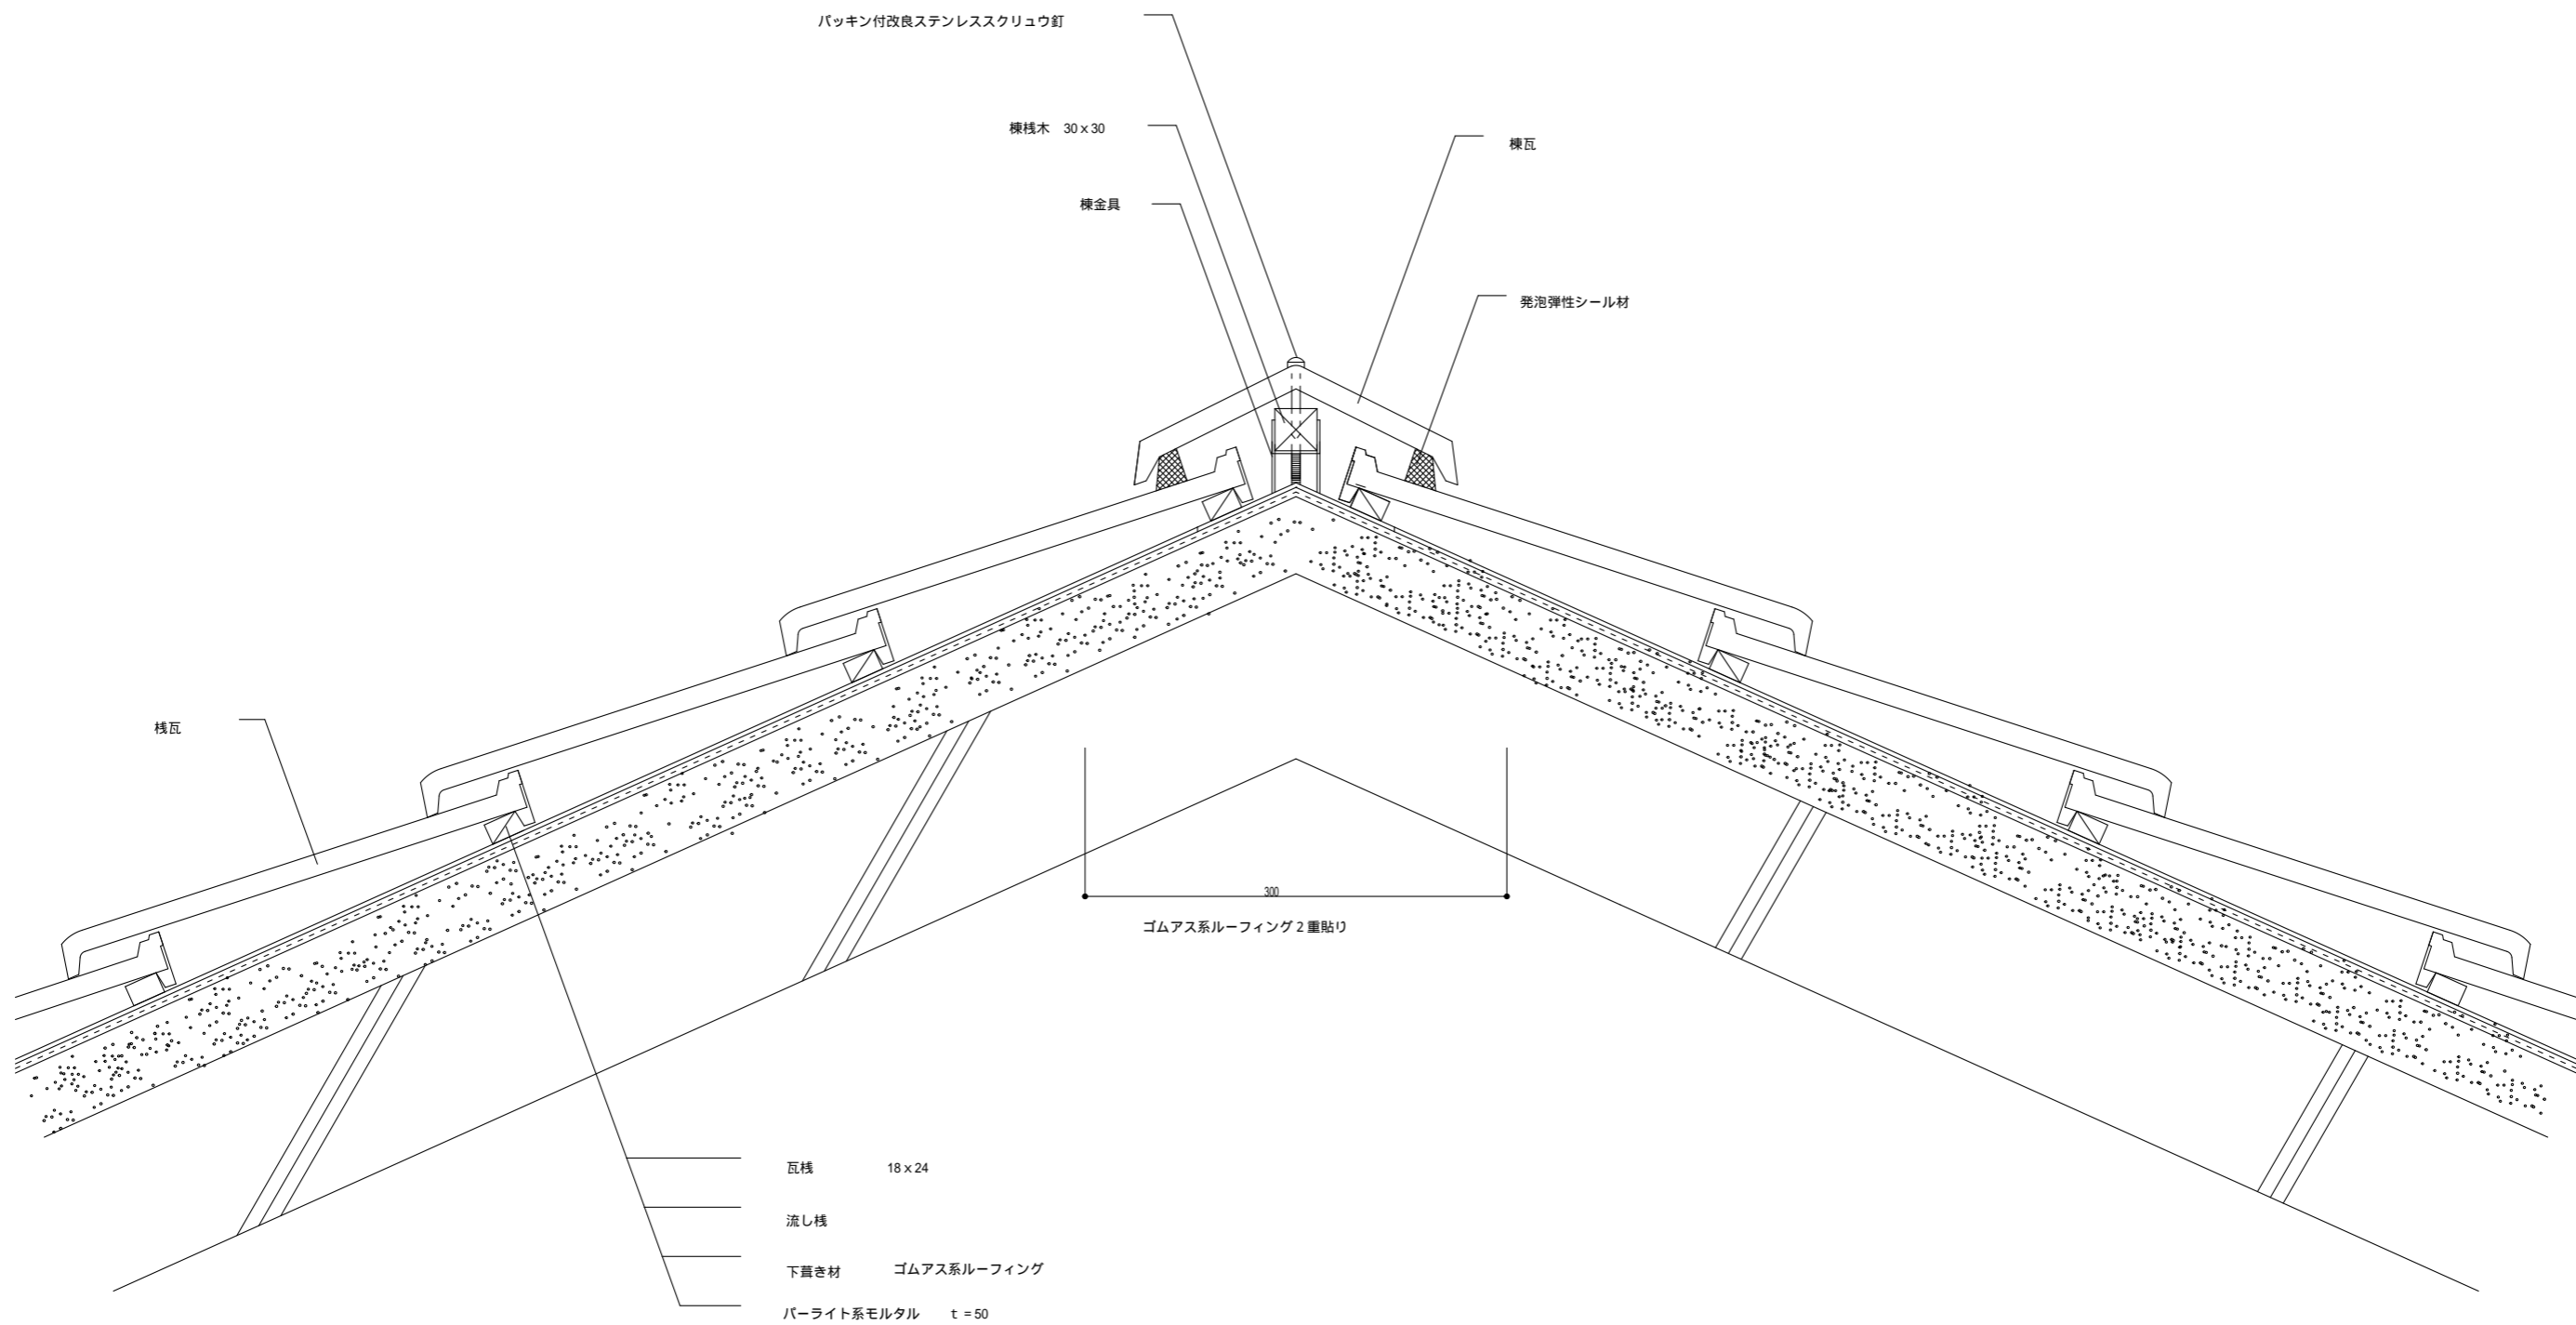 パッキン付改良ステンレススクリュウ釘
棟桟木 30x30
棟瓦
棟金具
発泡弾性シール材
桟瓦
300
ゴムアス系ルーフィング2重貼り
瓦桟 18x24
流し桟
下葺き材 ゴムアス系ルーフィング
パーライト系モルタル t=50